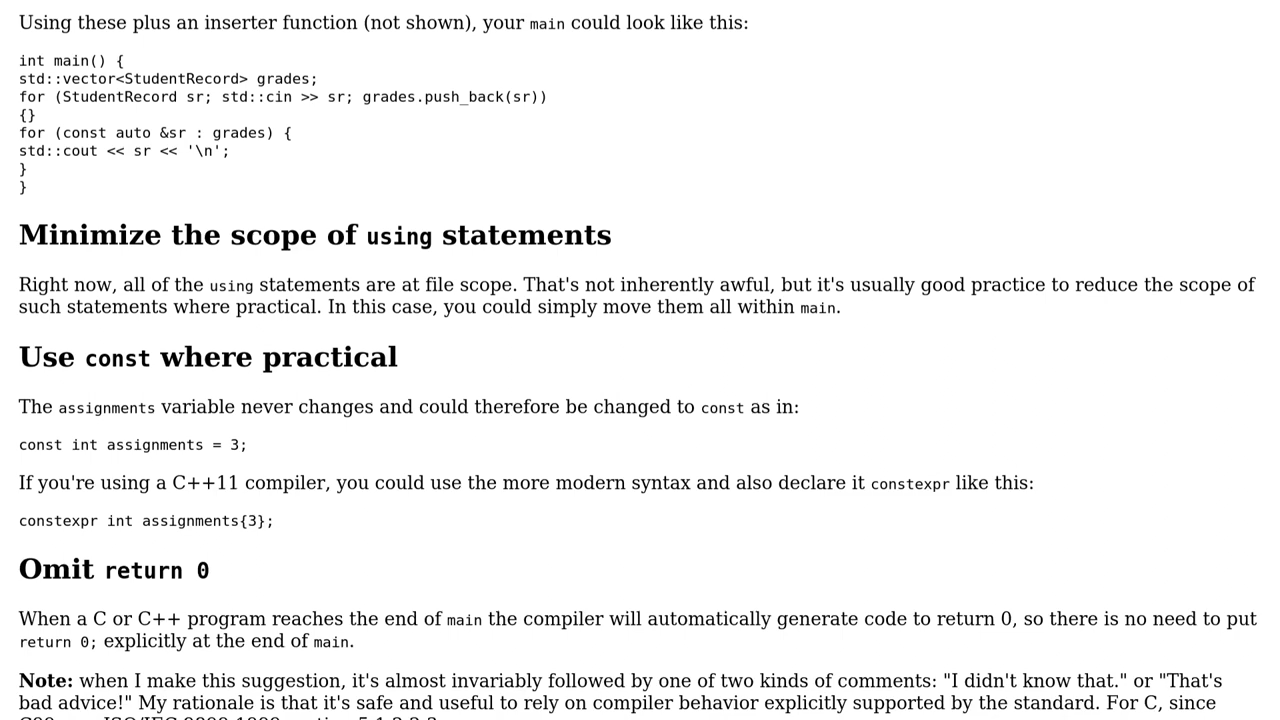 Using these plus an inserter function (not shown), your main could look like this:
int main() {
std::vector<StudentRecord> grades;
for (StudentRecord sr; std::cin >> sr; grades.push_back(sr))
{}
for (const auto &sr : grades) {
std::cout << sr << '\n';
}
}
Minimize the scope of using statements
Right now, all of the using statements are at file scope. That's not inherently awful, but it's usually good practice to reduce the scope of
such statements where practical. In this case, you could simply move them all within main.
Use const where practical
The assignments variable never changes and could therefore be changed to const as in:
const int assignments = 3;
If you're using a C++11 compiler, you could use the more modern syntax and also declare it constexpr like this:
constexpr int assignments{3};
Omit return 0
When a C or C++ program reaches the end of main the compiler will automatically generate code to return 0, so there is no need to put
return 0; explicitly at the end of main.
Note: when I make this suggestion, it's almost invariably followed by one of two kinds of comments: "I didn't know that." or "That's
bad advice!" My rationale is that it's safe and useful to rely on compiler behavior explicitly supported by the standard. For C, since